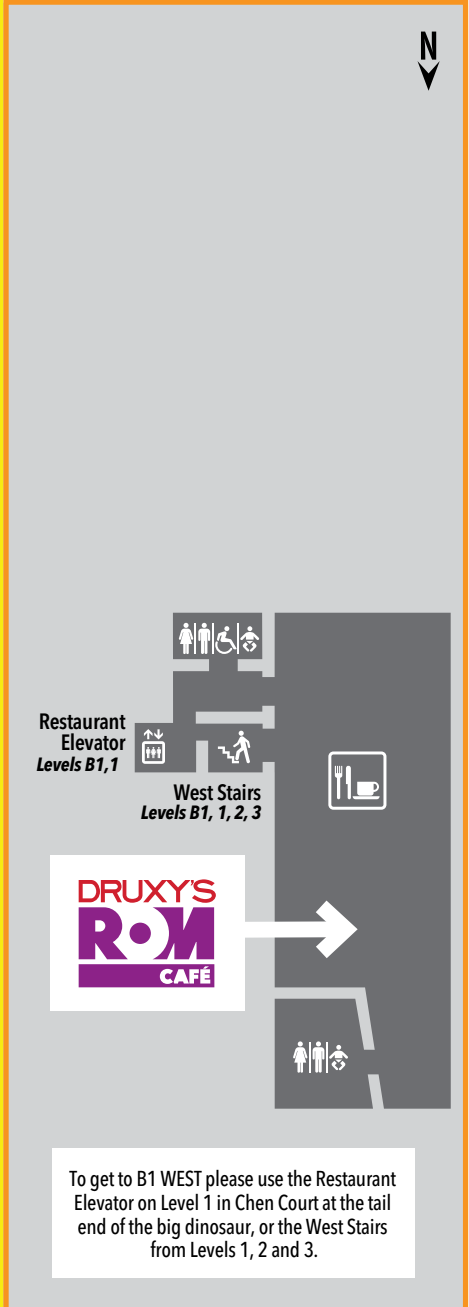 N
Restaurant
Elevator
Levels B1,1
West Stairs
Levels B1, 1, 2, 3
DRUXY'S
ROM
CAFÉ
To get to B1 WEST please use the Restaurant
Elevator on Level 1 in Chen Court at the tail
end of the big dinosaur, or the West Stairs
from Levels 1, 2 and 3.